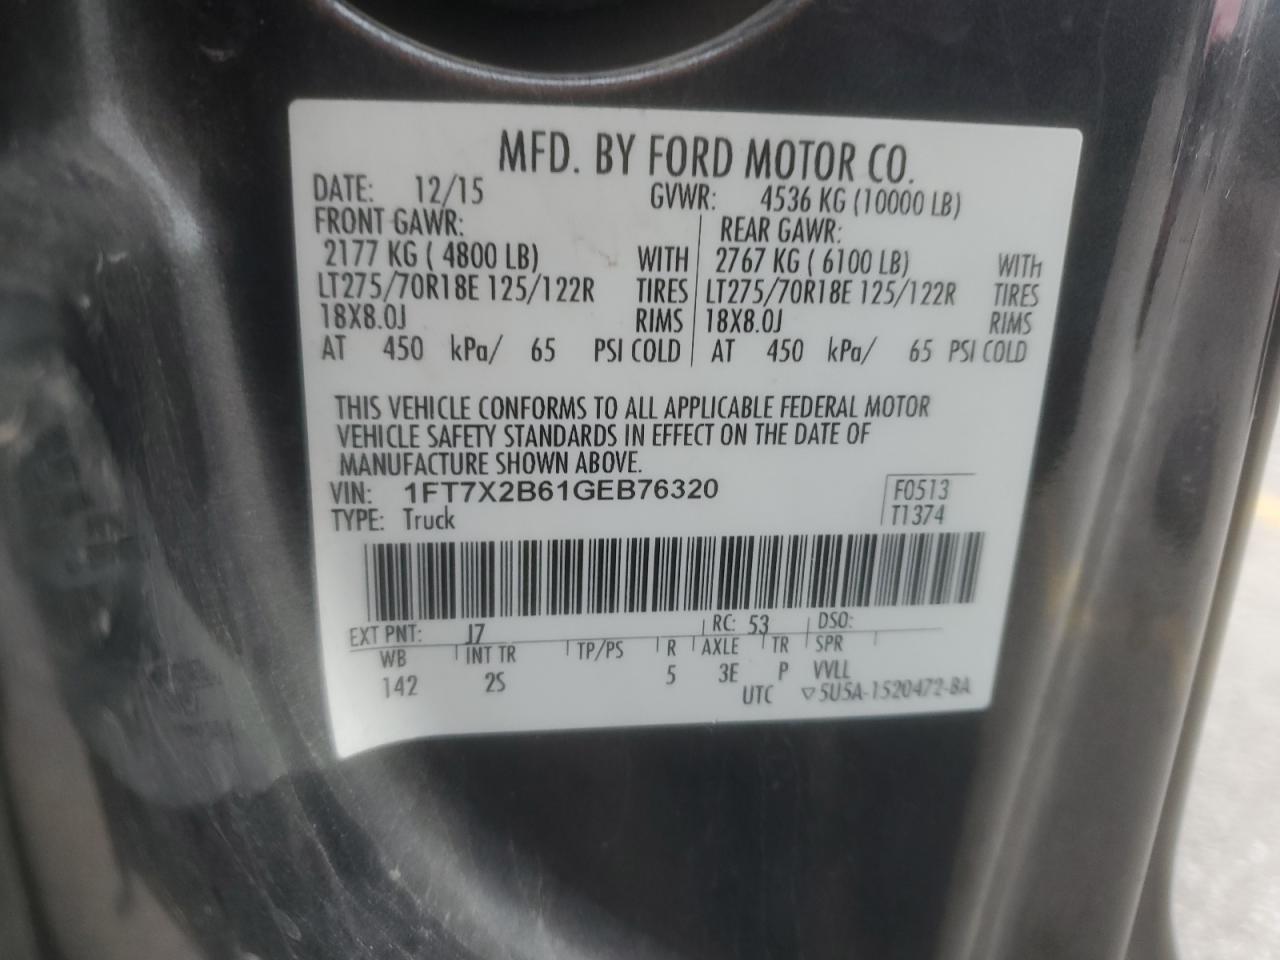 MFD. BY FORD MOTOR CO.
DATE: 12/15 GVWR: 4536 KG (10000 LB)
FRONT GAWR: REAR GAWR:
2177 KG ( 4800 LB) WITH 2767 KG ( 6100 LB) WITH
LT275/70R18E 125/122R TIRES LT275/70R18E 125/122R TIRES
18X8.0J RIMS 18X8.0J RIMS
AT 450 kPa/ 65 PSI COLD AT 450 kPa/ 65 PSI COLD
THIS VEHICLE CONFORMS TO ALL APPLICABLE FEDERAL MOTOR
VEHICLE SAFETY STANDARDS IN EFFECT ON THE DATE OF
MANUFACTURE SHOWN ABOVE.
VIN: 1FT7X2B61GEB76320 F0513
TYPE: Truck T1374
EXT PNT: J7 RC: 53 DSO:
WB INT TR TP/PS R AXLE TR SPR
142 2S 5 3E P VVLL
UTC ▽5U5A-1520472-BA